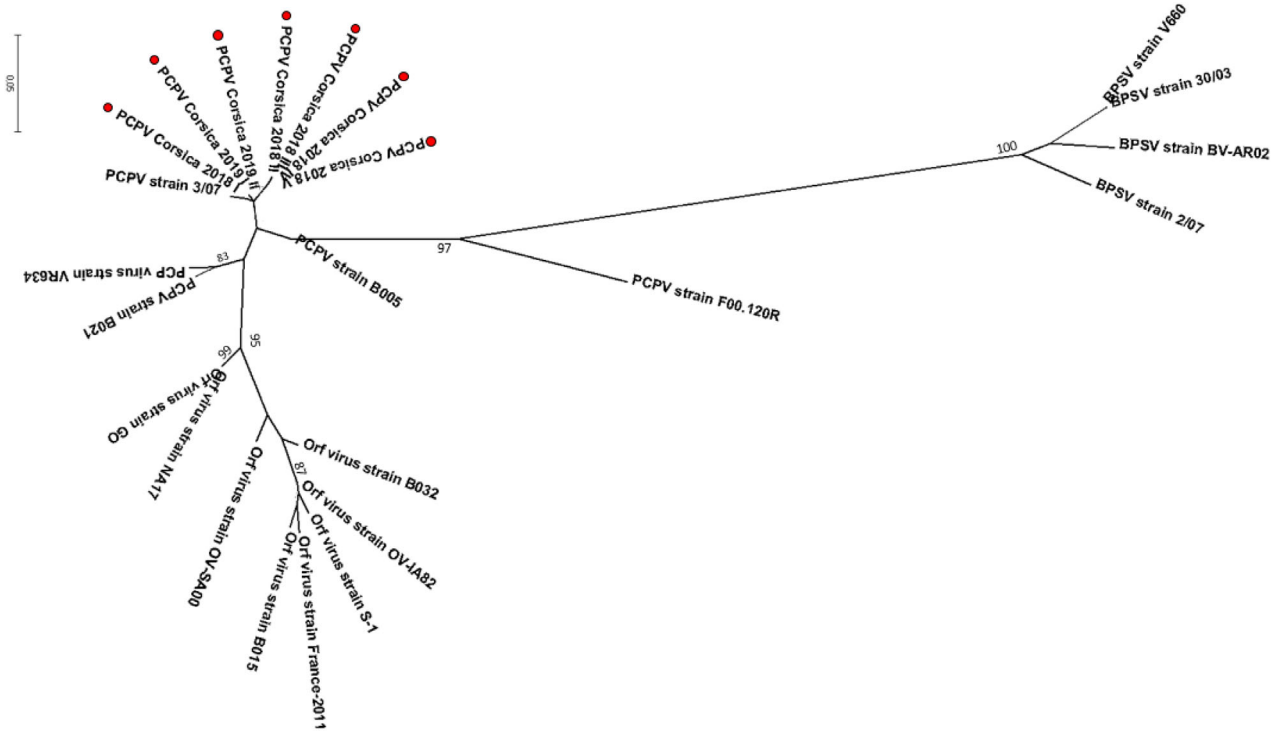 0.05
PCPV Corsica 2018 I
PCPV Corsica 2019 I
PCPV Corsica 2019 II
PCPV Corsica 2018 II
PCPV Corsica 2018 III
PCPV Corsica 2018
PCPV Corsica 2018 V
PCPV strain 3/07
BPSV strain V660
BPSV strain 30/03
BPSV strain BV-AR02
BPSV strain 2/07
100
97
PCPV strain B005
PCPV strain F00.120R
83
PCP virus strain VR634
PCPV strain B021
95
99
Orf virus strain GO
Orf virus strain NA17
Orf virus strain OV-SA00
Orf virus strain B032
87
Orf virus strain OV-IA82
Orf virus strain S-1
Orf virus strain France-2011
Orf virus strain B015